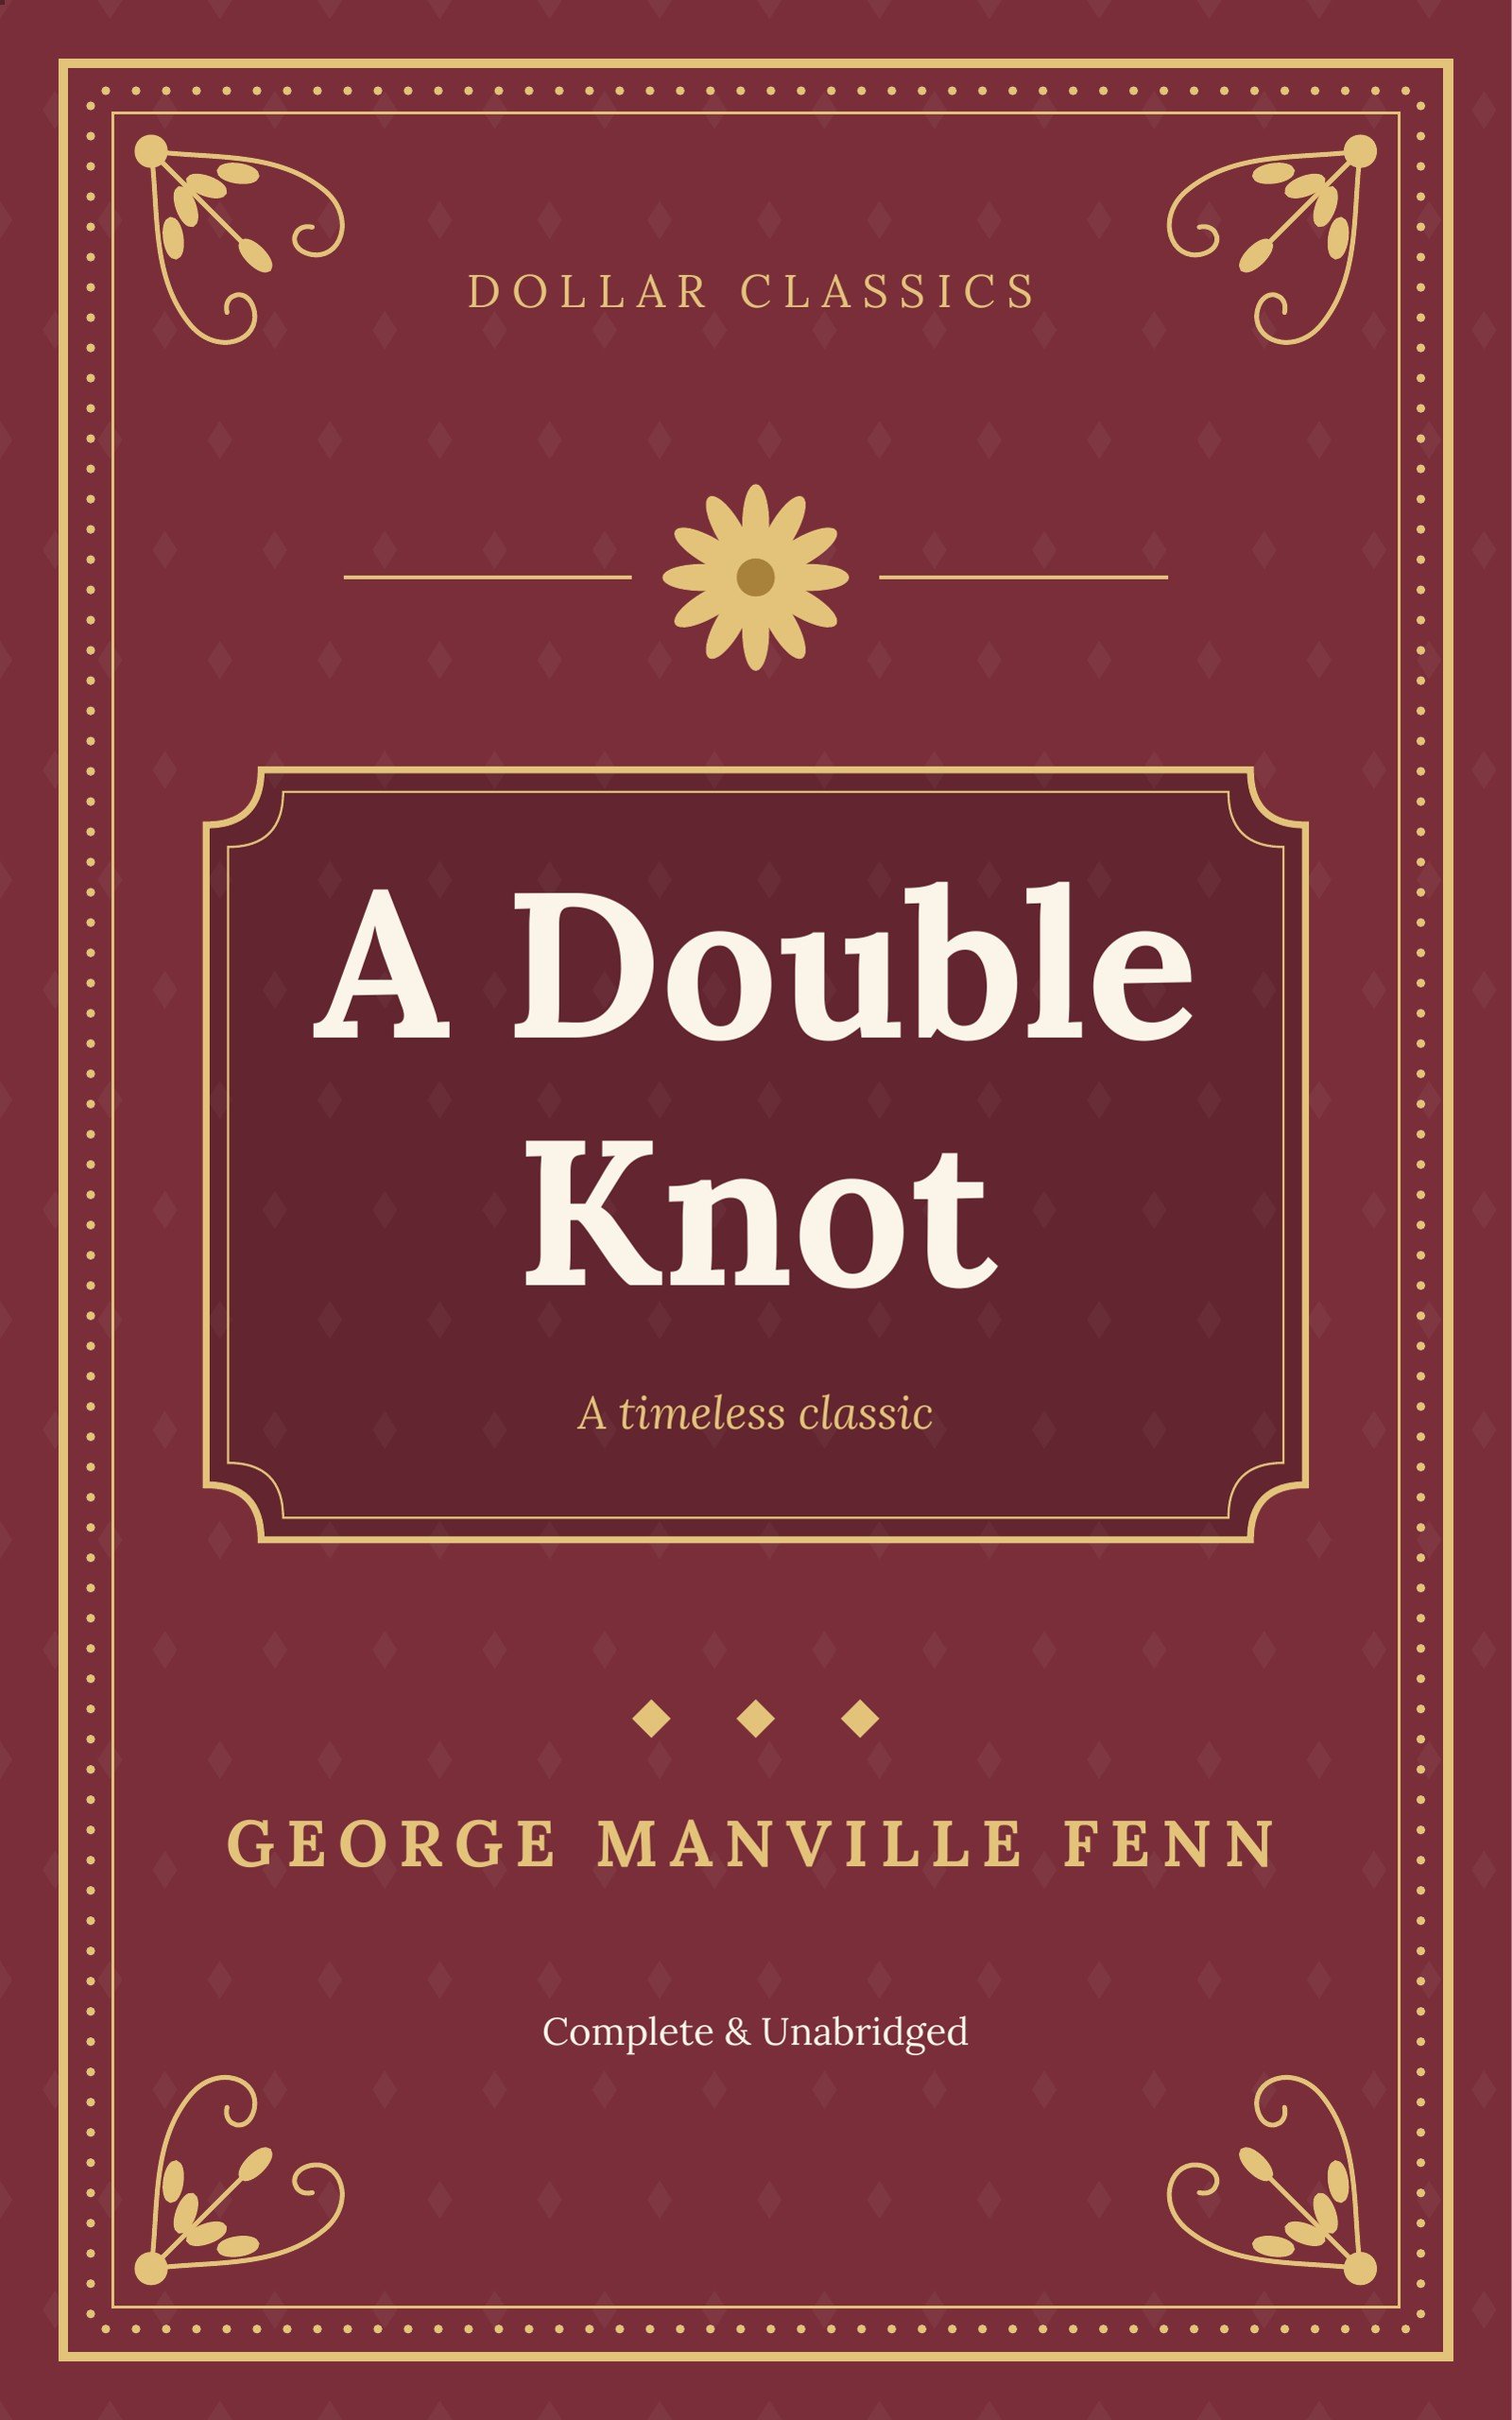 DOLLAR CLASSICS
A Double
Knot
A timeless classic
GEORGE MANVILLE FENN
Complete & Unabridged